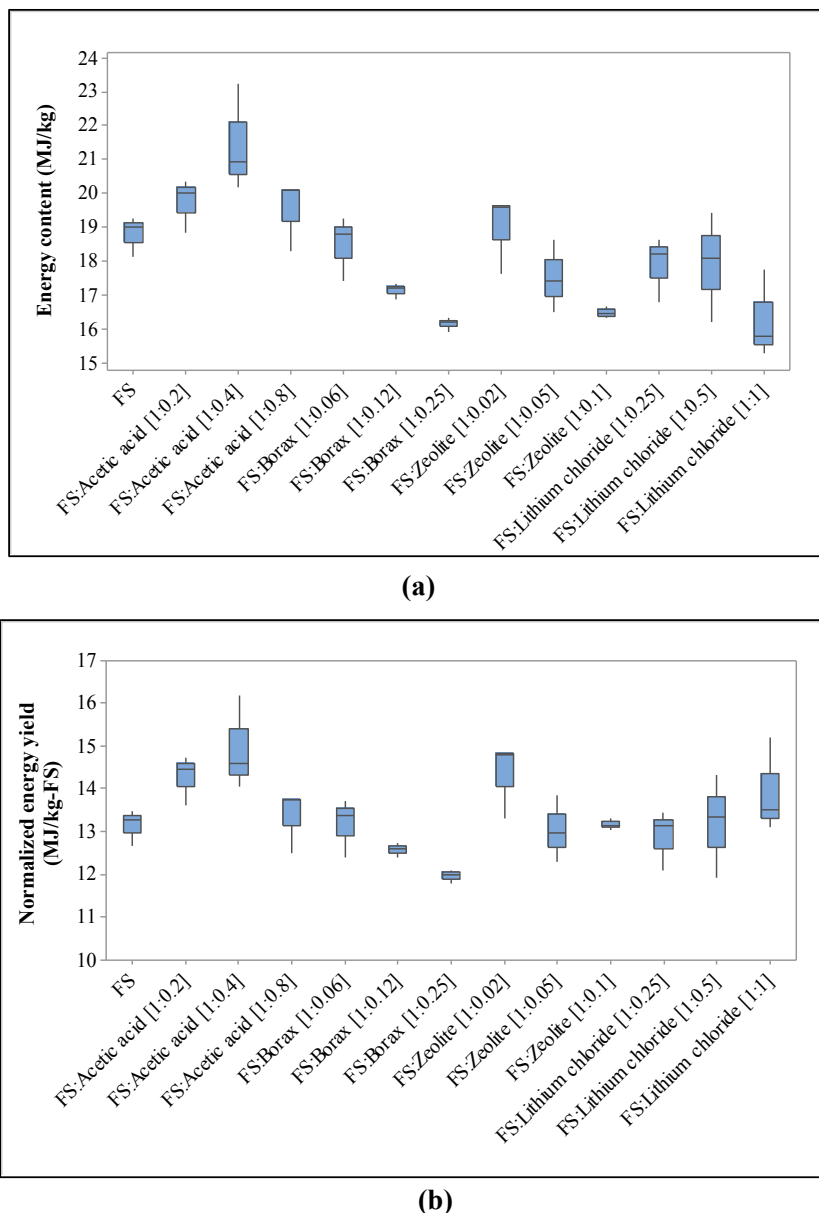 Energy content (MJ/kg)
24
23
22
21
20
19
18
17
16
15
FS
FS:Acetic acid [1:0.2]
FS:Acetic acid [1:0.4]
FS:Acetic acid [1:0.8]
FS:Borax [1:0.06]
FS:Borax [1:0.12]
FS:Borax [1:0.25]
FS:Zeolite [1:0.02]
FS:Zeolite [1:0.05]
FS:Zeolite [1:0.1]
FS:Lithium chloride [1:0.25]
FS:Lithium chloride [1:0.5]
FS:Lithium chloride [1:1]
(a)
Normalized energy yield
(MJ/kg-FS)
17
16
15
14
13
12
11
10
FS
FS:Acetic acid [1:0.2]
FS:Acetic acid [1:0.4]
FS:Acetic acid [1:0.8]
FS:Borax [1:0.06]
FS:Borax [1:0.12]
FS:Borax [1:0.25]
FS:Zeolite [1:0.02]
FS:Zeolite [1:0.05]
FS:Zeolite [1:0.1]
FS:Lithium chloride [1:0.25]
FS:Lithium chloride [1:0.5]
FS:Lithium chloride [1:1]
(b)